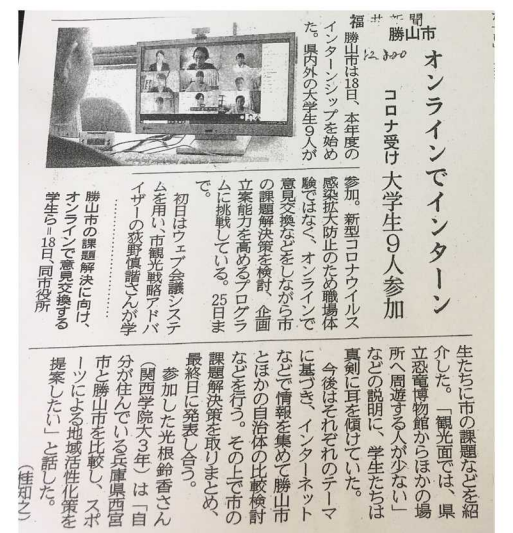 福井新聞
勝山市
オンラインでインターン
コロナ受け 大学生9人参加
勝山市は18日、本年度の
インターンシップを始め
た。県内外の大学生9人が
参加。新型コロナウイルス
感染拡大防止のため職場体
験ではなく、オンラインで
意見交換などをしながら市
の課題解決策を検討、企画
立案能力を高めるプログラ
ムに挑戦している。25日ま
で。
初日はウェブ会議システ
ムを用い、市観光戦略アドバ
イザーの荻野慎諧さんが学
勝山市の課題解決に向け、
オンラインで意見交換する
学生ら=18日、同市役所
生たちに市の課題などを紹
介した。「観光面では、県
立恐竜博物館からほかの場
所へ周遊する人が少ない」
などの説明に、学生たちは
真剣に耳を傾けていた。
今後はそれぞれのテーマ
に基づき、インターネット
などで情報を集めて勝山市
とほかの自治体の比較検討
などを行う。その上で市の
課題解決策を取りまとめ、
最終日に発表し合う。
参加した光根鈴香さん
(関西学院大3年)は「自
分が住んでいる兵庫県西宮
市と勝山市を比較し、スポ
ーツによる地域活性化策を
提案したい」と話した。
(桂知之)